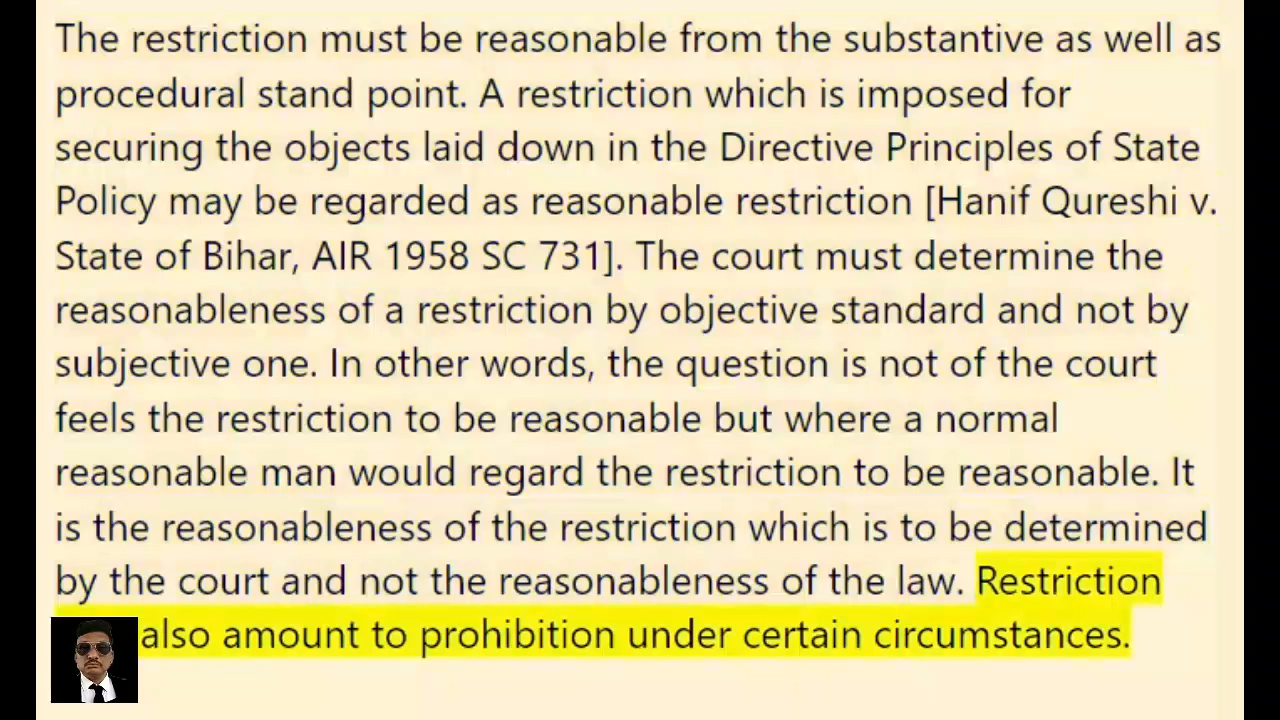 The restriction must be reasonable from the substantive as well as
procedural stand point. A restriction which is imposed for
securing the objects laid down in the Directive Principles of State
Policy may be regarded as reasonable restriction [Hanif Qureshi v.
State of Bihar, AIR 1958 SC 731]. The court must determine the
reasonableness of a restriction by objective standard and not by
subjective one. In other words, the question is not of the court
feels the restriction to be reasonable but where a normal
reasonable man would regard the restriction to be reasonable. It
is the reasonableness of the restriction which is to be determined
by the court and not the reasonableness of the law. Restriction
also amount to prohibition under certain circumstances.